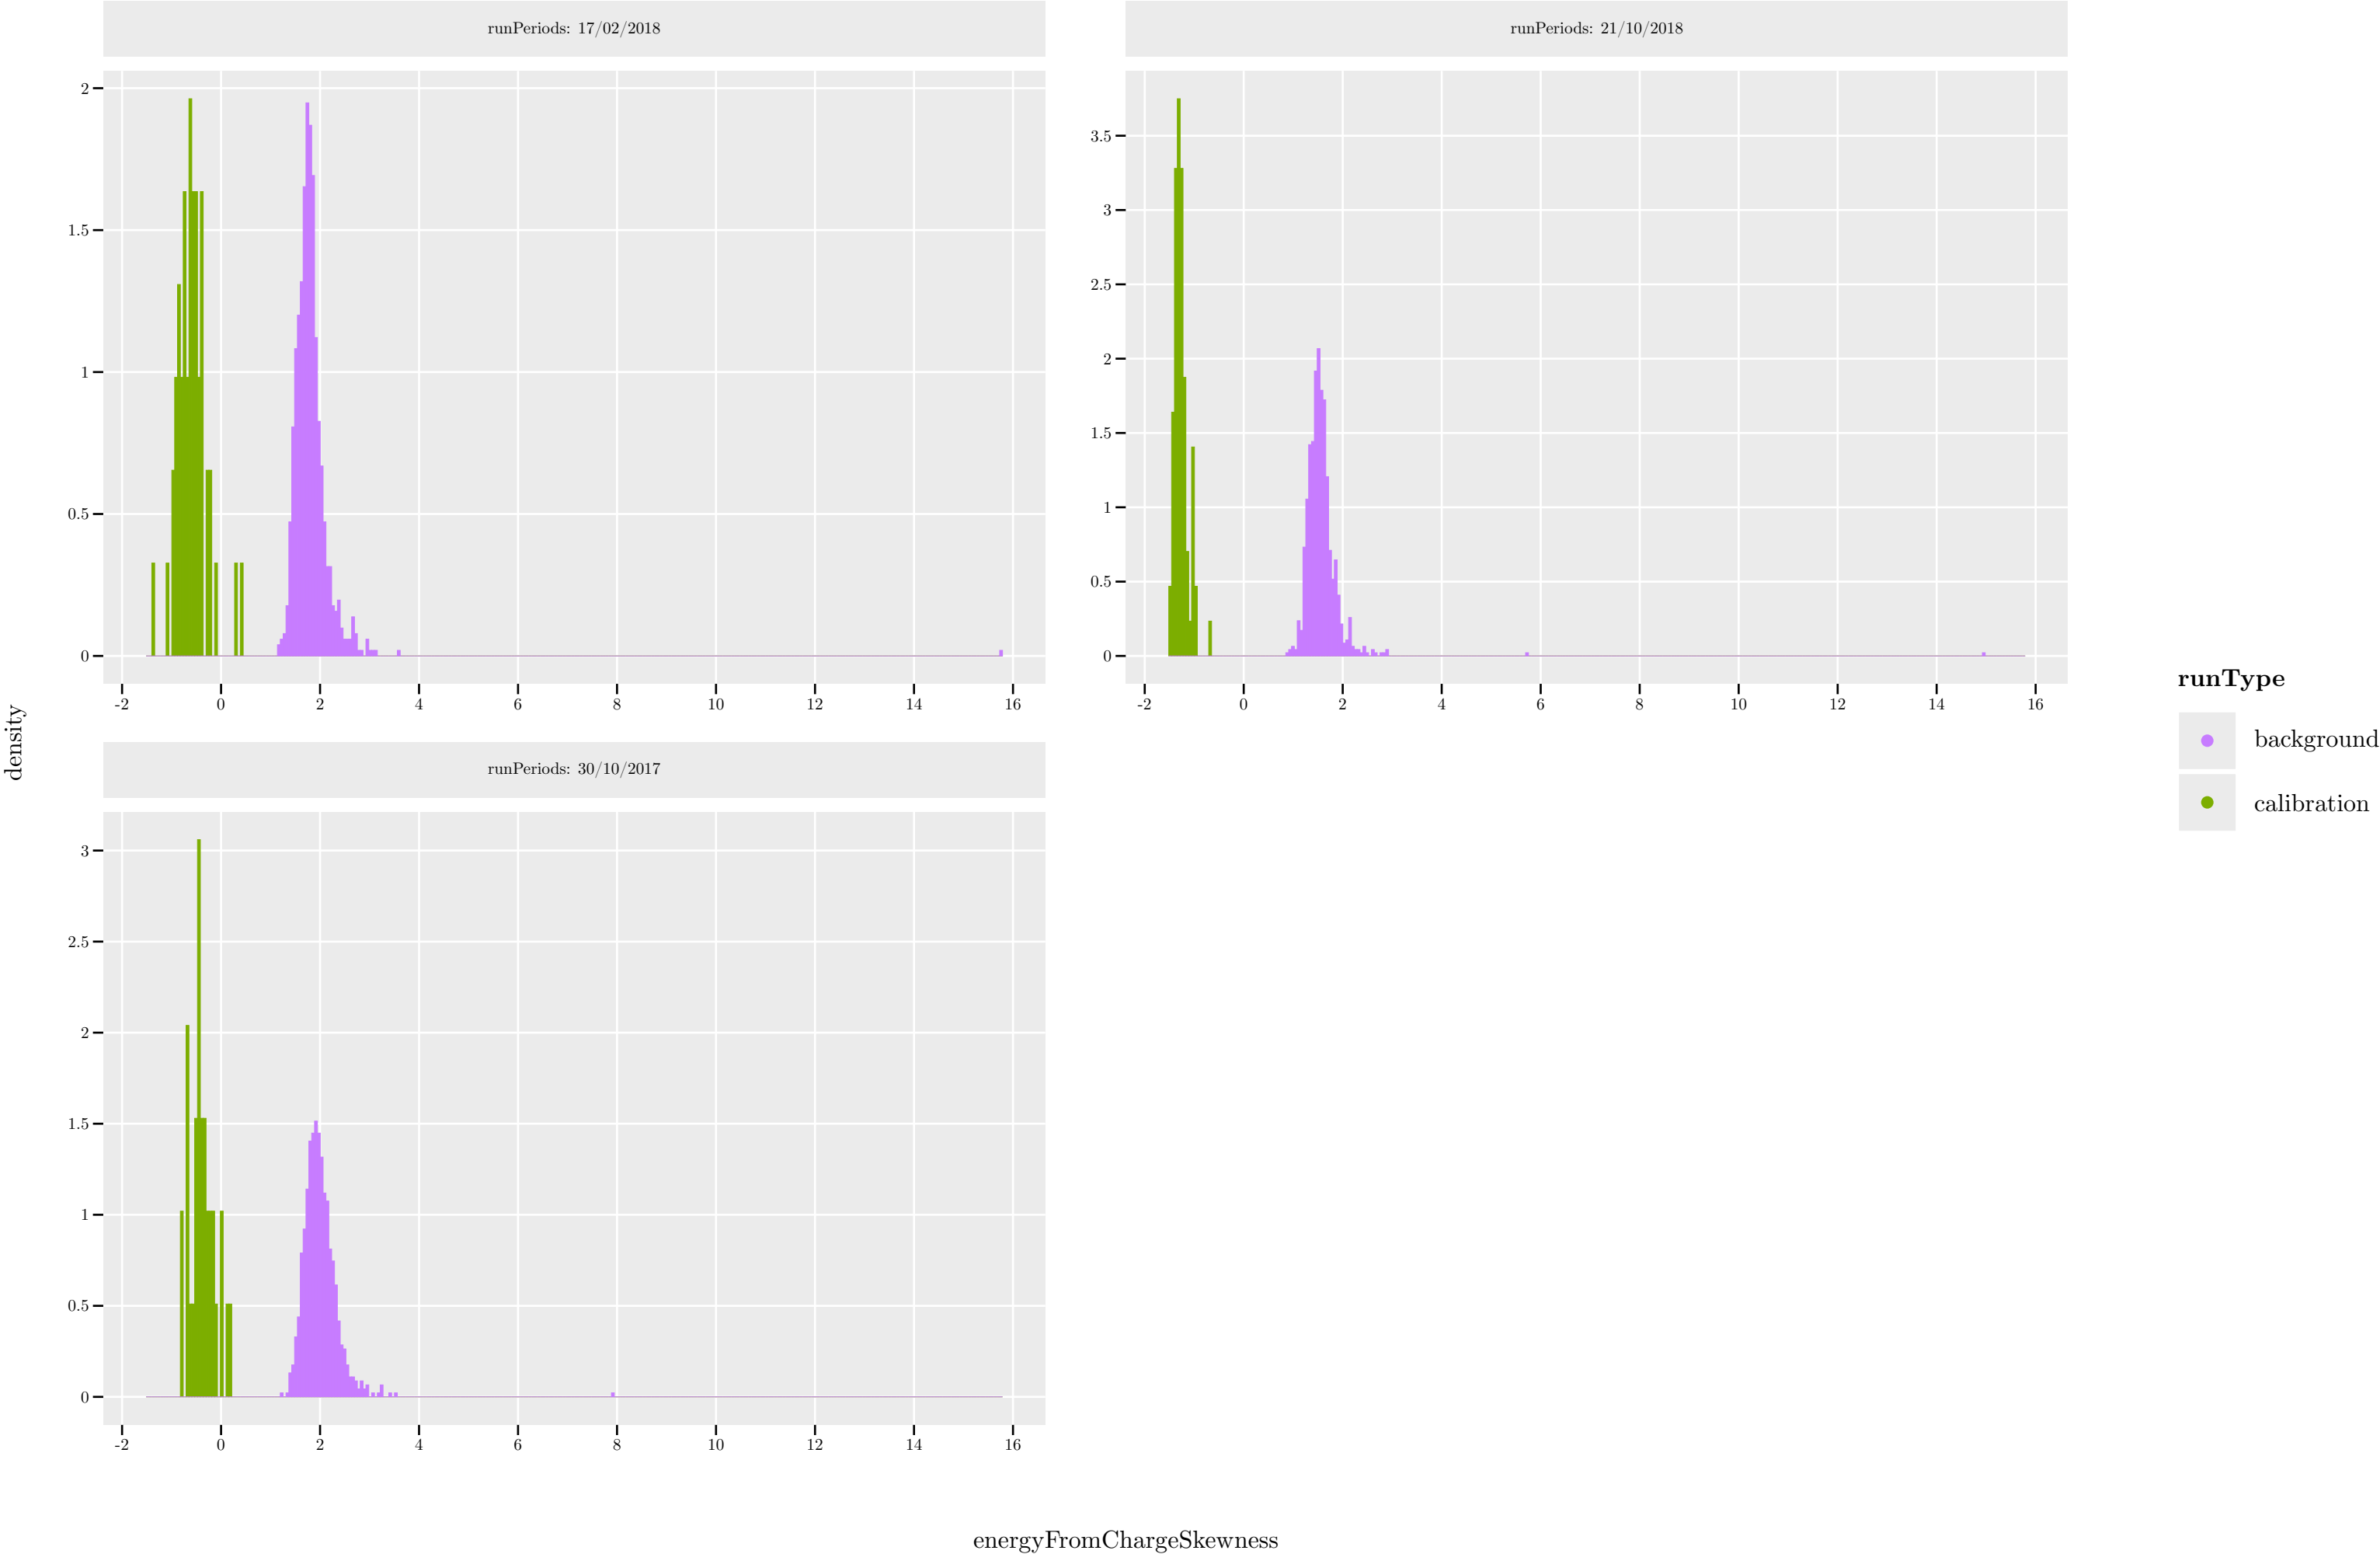 runPeriods: 17/02/2018
2
1.5
1
0.5
0
-2 0 2 4 6 8 10 12 14 16
runPeriods: 21/10/2018
3.5
3
2.5
2
1.5
1
0.5
0
-2 0 2 4 6 8 10 12 14 16
runPeriods: 30/10/2017
3
2.5
2
1.5
1
0.5
0
-2 0 2 4 6 8 10 12 14 16
density
energyFromChargeSkewness
runType
background
calibration